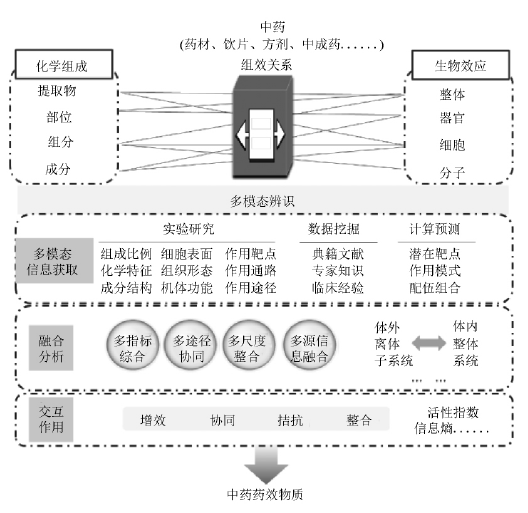 中药
(药材、饮片、方剂、中成药......)
化学组成
组效关系
生物效应
提取物
部位
组分
成分
整体
器官
细胞
分子
多模态辨识
实验研究
数据挖掘
计算预测
多模态
信息获取
组成比例 细胞表面 作用靶点
化学特征 组织形态 作用通路
成分结构 机体功能 作用途径
典籍文献
专家知识
临床经验
潜在靶点
作用模式
配伍组合
融合
分析
多指标
综合
多途径
协同
多尺度
整合
多源信
息融合
体外
离体
子系统
...
体内
整体
系统
...
交互
作用
增效 协同 拮抗 整合
活性指数
信息熵......
中药药效物质